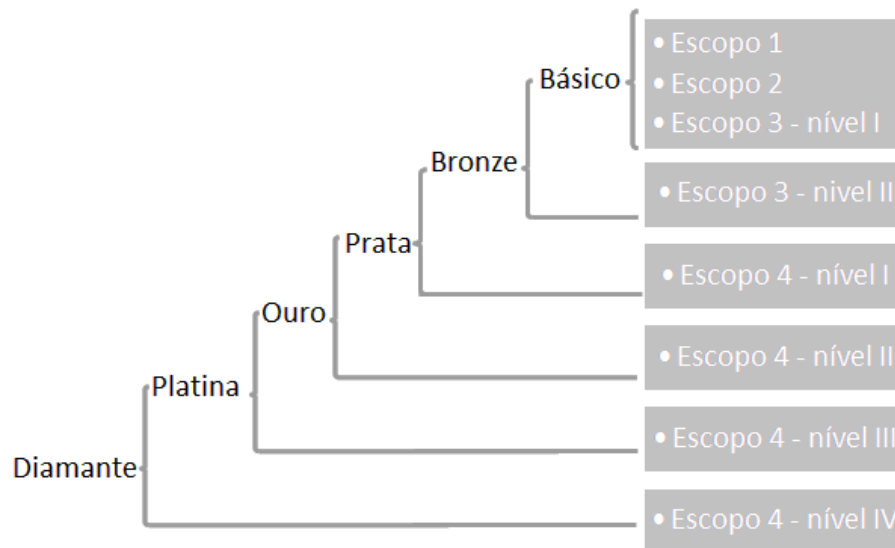 • Escopo 1
Básico
• Escopo 2
• Escopo 3 - nível I
Bronze
• Escopo 3 - nivel II
Prata
• Escopo 4 - nível I
Ouro
• Escopo 4 - nível II
Platina
• Escopo 4 - nível III
Diamante
• Escopo 4 - nível IV